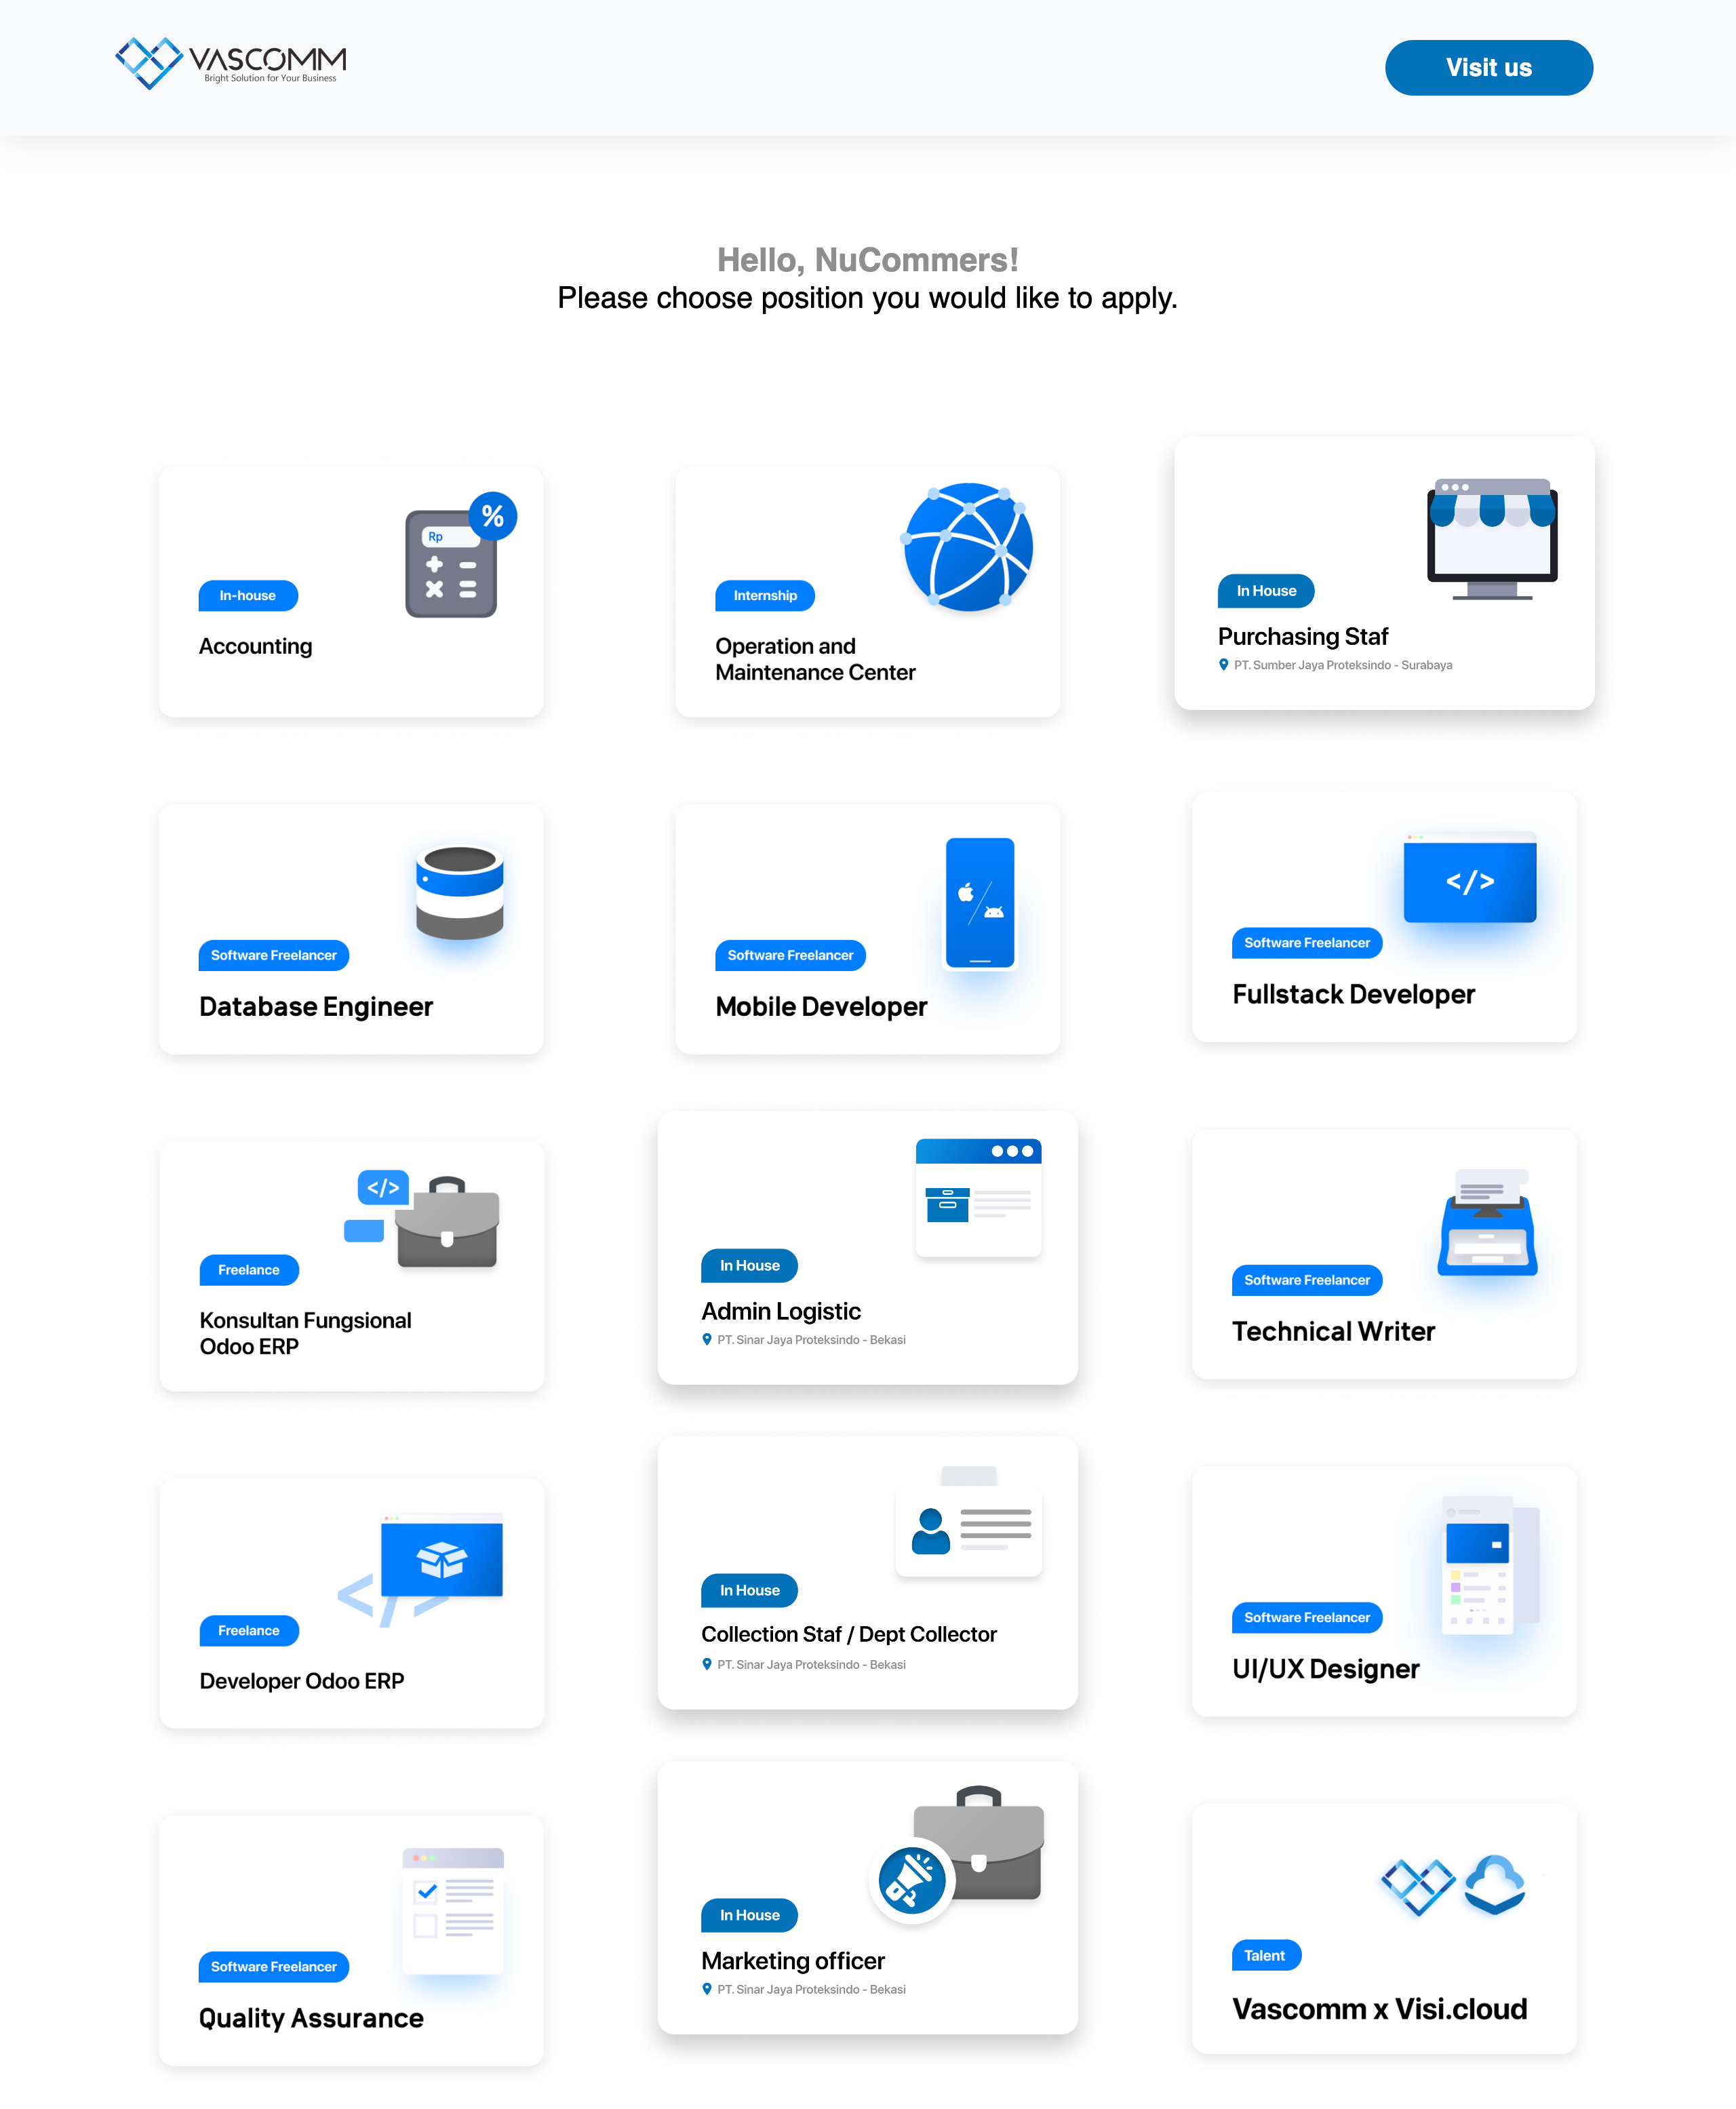 VASCOMM
Bright Solution for Your Business
Visit us
Hello, NuCommers!
Please choose position you would like to apply.
%
Rp
In-house
Accounting
Internship
Operation and
Maintenance Center
In House
Purchasing Staf
PT. Sumber Jaya Proteksindo - Surabaya
Software Freelancer
Database Engineer
Software Freelancer
Mobile Developer
</>
Software Freelancer
Fullstack Developer
</>
Freelance
Konsultan Fungsional
Odoo ERP
In House
Admin Logistic
PT. Sinar Jaya Proteksindo - Bekasi
Software Freelancer
Technical Writer
</>
Freelance
Developer Odoo ERP
In House
Collection Staf / Dept Collector
PT. Sinar Jaya Proteksindo - Bekasi
Software Freelancer
UI/UX Designer
Software Freelancer
Quality Assurance
In House
Marketing officer
PT. Sinar Jaya Proteksindo - Bekasi
Talent
Vascomm x Visi.cloud